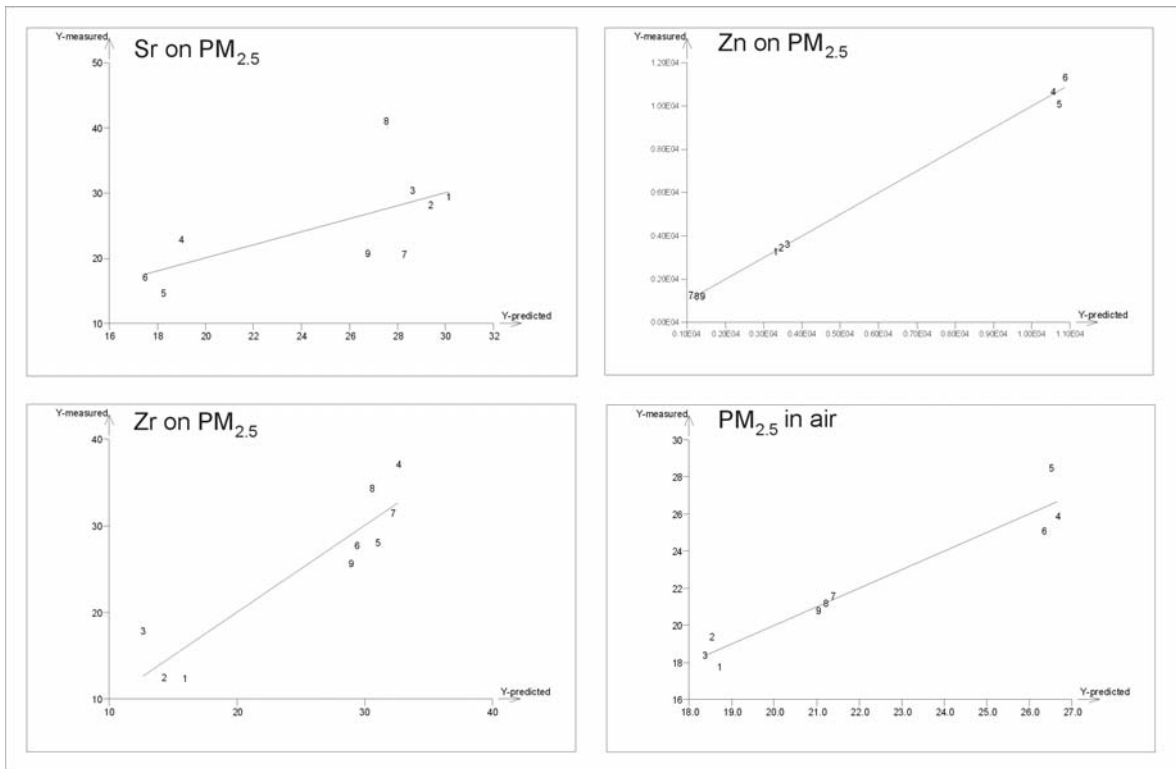 Y-measured
Sr on PM2.5
50
40
30
20
10
8
3
2
1
4
9
7
6
5
Y-predicted
16
18
20
22
24
26
28
30
32
Y-measured
Zn on PM2.5
1.20E04
1.00E04
0.80E04
0.60E04
0.40E04
0.20E04
0.00E04
6
4
5
3
2
1
7
8
9
Y-predicted
0.10E04
0.20E04
0.30E04
0.40E04
0.50E04
0.60E04
0.70E04
0.80E04
0.90E04
1.00E04
1.10E04
Y-measured
Zr on PM2.5
40
30
20
10
4
8
7
6
5
9
3
2
1
Y-predicted
10
20
30
40
Y-measured
PM2.5 in air
30
28
26
24
22
20
18
16
5
4
6
7
8
9
2
3
1
Y-predicted
18.0
19.0
20.0
21.0
22.0
23.0
24.0
25.0
26.0
27.0